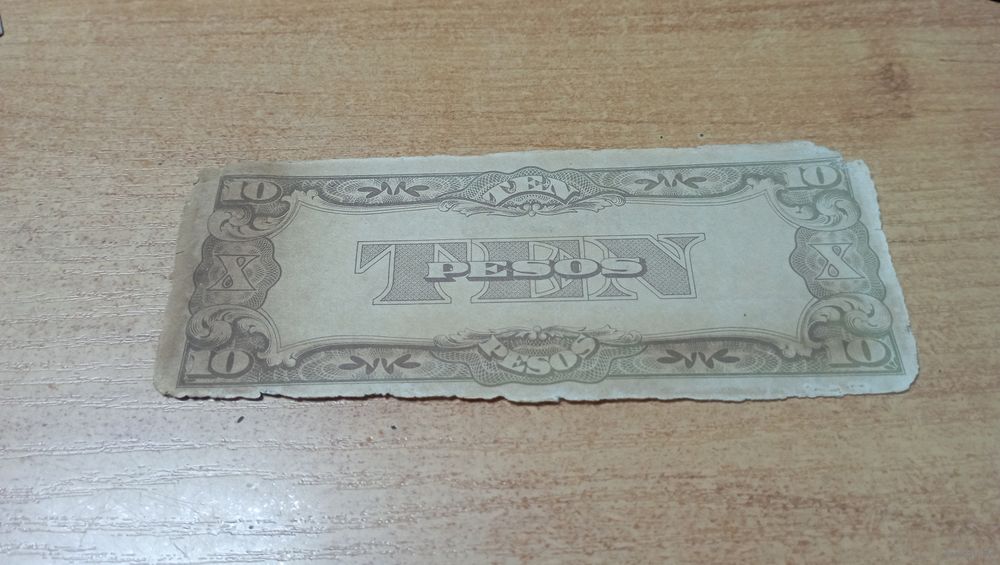 10 TEN 10
X X
TEN
PESOS
10 PESOS 10